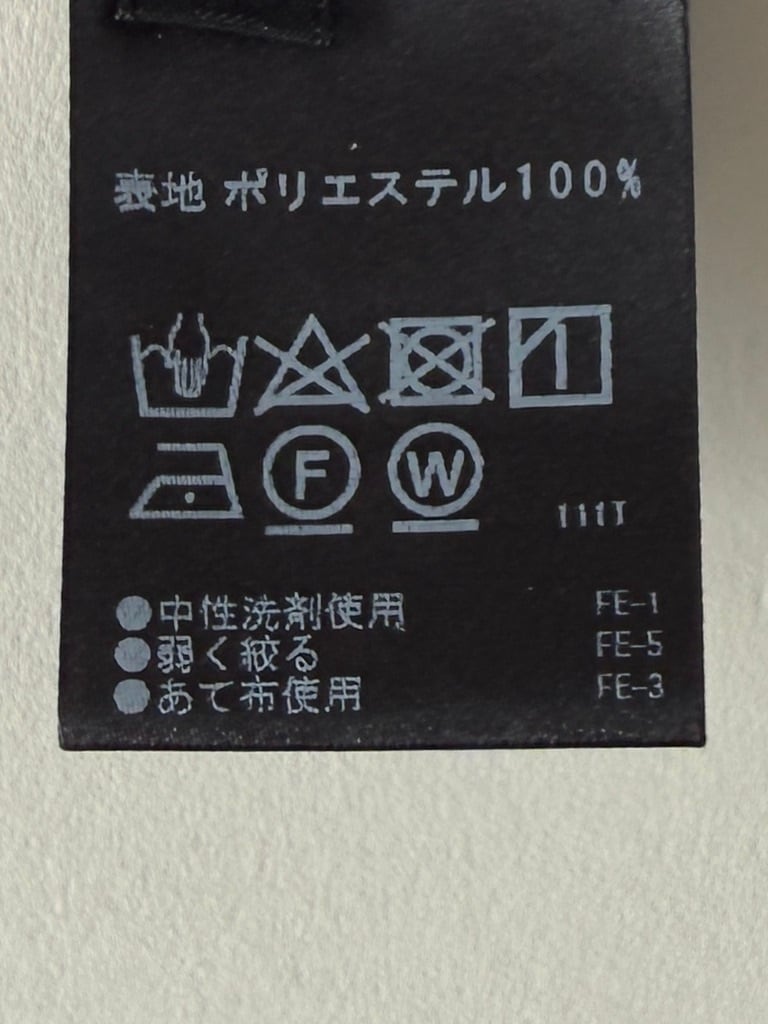 表地 ポリエステル100%
F W
111T
●中性洗剤使用 FE-1
●弱く絞る FE-5
●あて布使用 FE-3